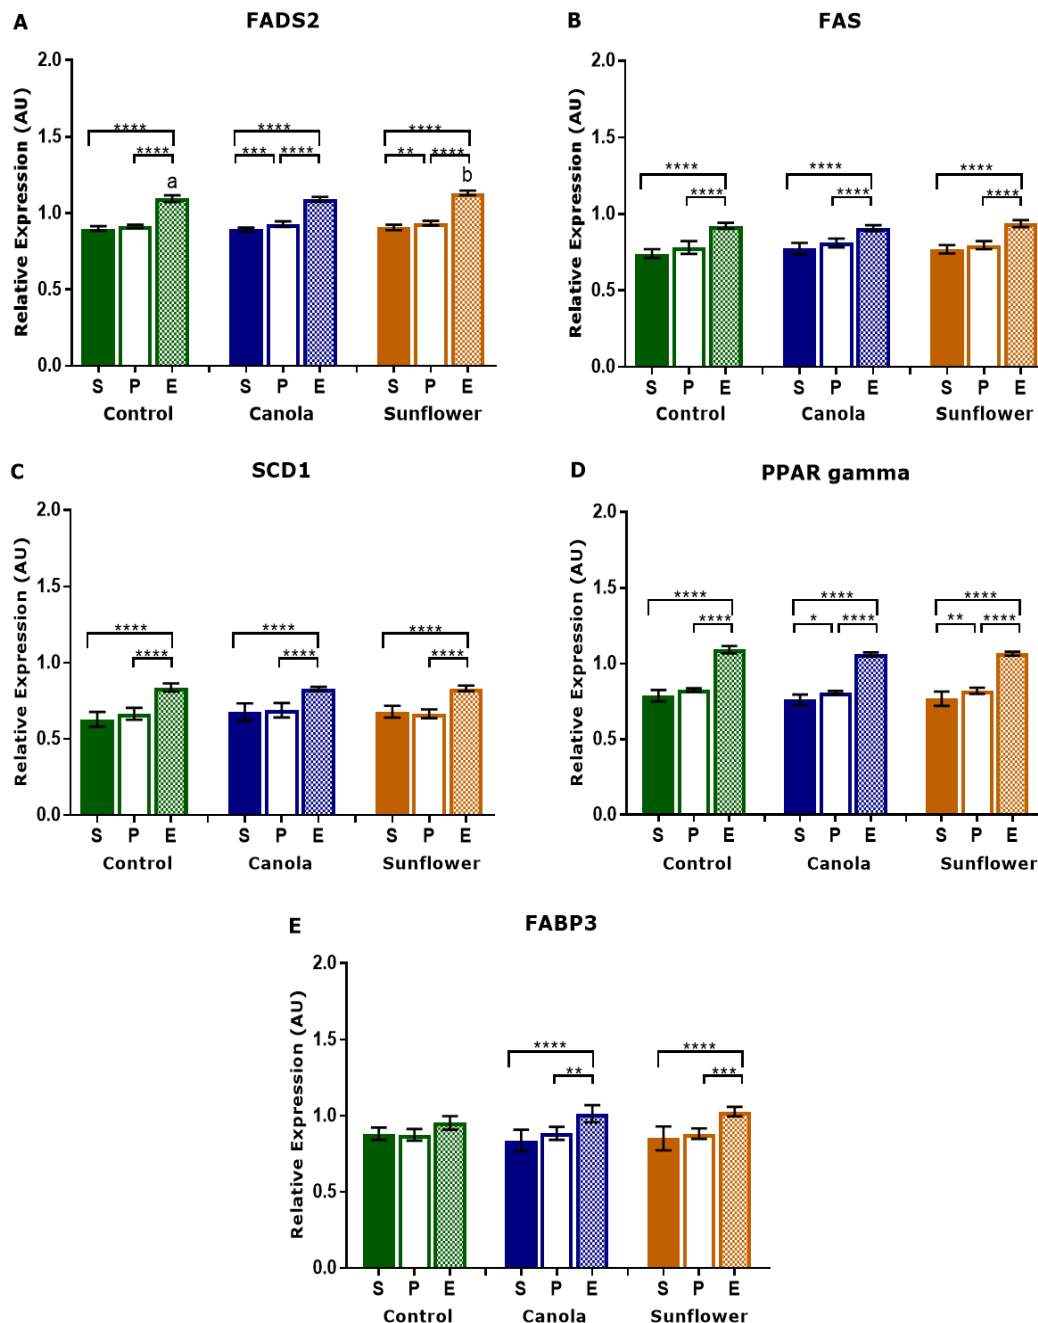 A FADS2
Relative Expression (AU)
2.0
1.5
1.0
0.5
0.0
**** **** ****
**** *** **** ** ****
a b
S P E S P E S P E
Control Canola Sunflower
B FAS
Relative Expression (AU)
2.0
1.5
1.0
0.5
0.0
**** **** ****
**** **** ****
S P E S P E S P E
Control Canola Sunflower
C SCD1
Relative Expression (AU)
2.0
1.5
1.0
0.5
0.0
**** **** ****
**** **** ****
S P E S P E S P E
Control Canola Sunflower
D PPAR gamma
Relative Expression (AU)
2.0
1.5
1.0
0.5
0.0
**** **** ****
**** * **** ** ****
S P E S P E S P E
Control Canola Sunflower
E FABP3
Relative Expression (AU)
2.0
1.5
1.0
0.5
0.0
**** ****
** ***
S P E S P E S P E
Control Canola Sunflower